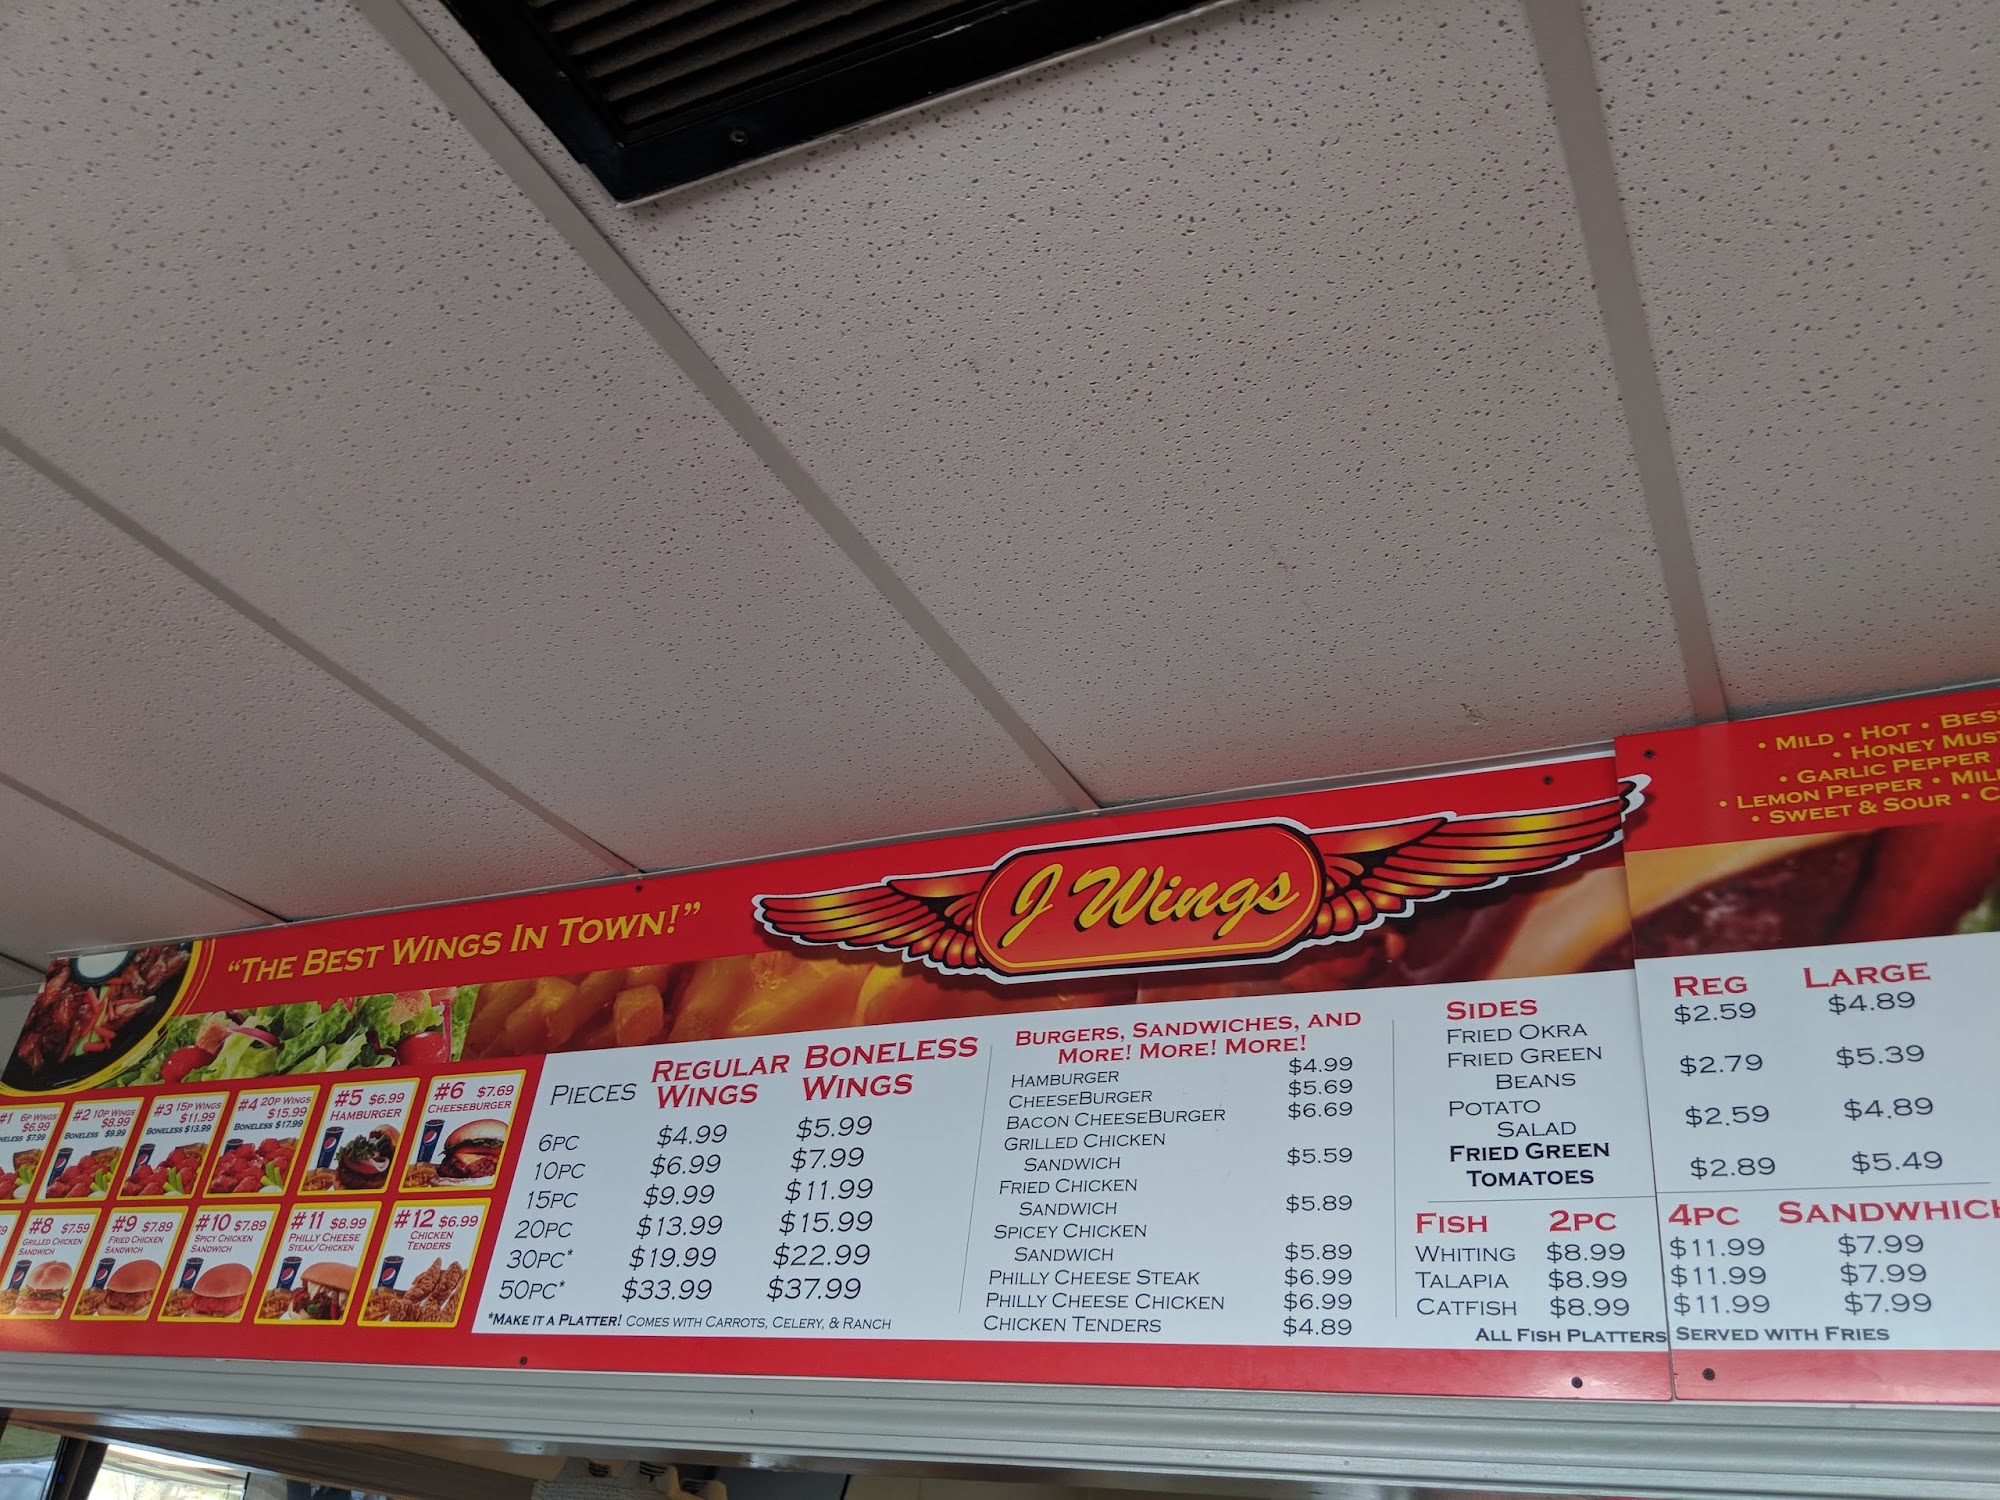 "The Best Wings In Town!"
J Wings
• Mild • Hot •
• Honey
• Garlic Pepper
• Lemon Pepper •
• Sweet & Sour •
#1 6p Wings
$6.99
$7.99
#2 10p Wings
$8.99
Boneless $9.99
#3 15p Wings
$11.99
Boneless $13.99
#4 20p Wings
$15.99
Boneless $17.99
#5 $6.99
Hamburger
#6 $7.69
Cheeseburger
#8 $7.59
Grilled Chicken
Sandwich
#9 $7.89
Fried Chicken
Sandwich
#10 $7.89
Spicy Chicken
Sandwich
#11 $8.99
Philly Cheese
Steak/Chicken
#12 $6.99
Chicken
Tenders
Pieces Regular Wings Boneless Wings
6pc $4.99 $5.99
10pc $6.99 $7.99
15pc $9.99 $11.99
20pc $13.99 $15.99
30pc* $19.99 $22.99
50pc* $33.99 $37.99
*Make it a Platter! Comes with Carrots, Celery, & Ranch
Burgers, Sandwiches, and
More! More! More!
Hamburger $4.99
CheeseBurger $5.69
Bacon CheeseBurger $6.69
Grilled Chicken
Sandwich $5.59
Fried Chicken
Sandwich $5.89
Spicey Chicken
Sandwich $5.89
Philly Cheese Steak $6.99
Philly Cheese Chicken $6.99
Chicken Tenders $4.89
Sides Reg Large
Fried Okra $2.59 $4.89
Fried Green
Beans $2.79 $5.39
Potato
Salad $2.59 $4.89
Fried Green
Tomatoes $2.89 $5.49
Fish 2pc 4pc
Whiting $8.99 $11.99 $7.99
Talapia $8.99 $11.99 $7.99
Catfish $8.99 $11.99 $7.99
All Fish Platters Served with Fries